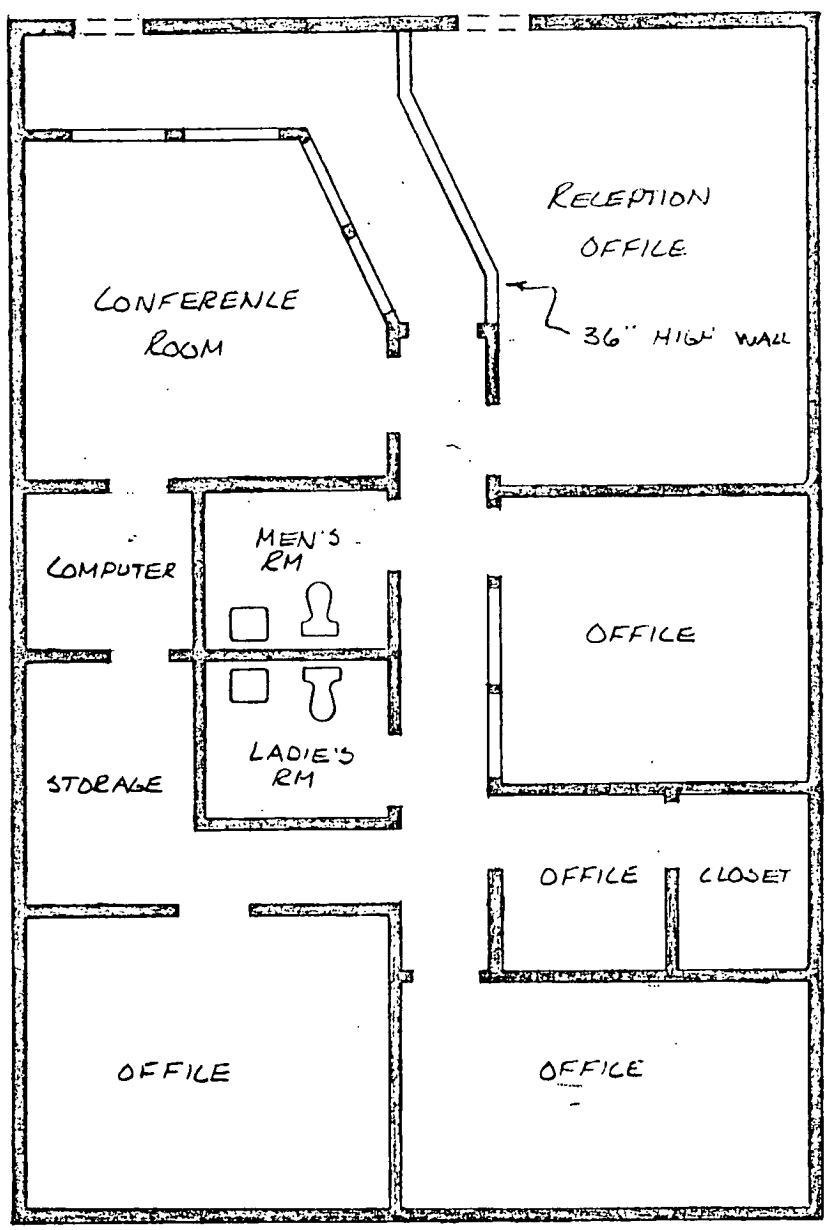 RECEPTION
OFFICE
CONFERENCE
ROOM
36" HIGH WALL
MEN'S
RM
COMPUTER
OFFICE
LADIE'S
RM
STORAGE
OFFICE
CLOSET
OFFICE
OFFICE